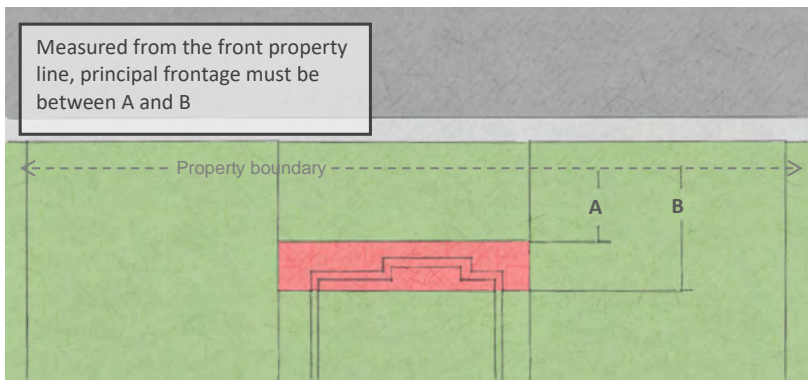 Measured from the front property
line, principal frontage must be
between A and B
Property boundary
A
B